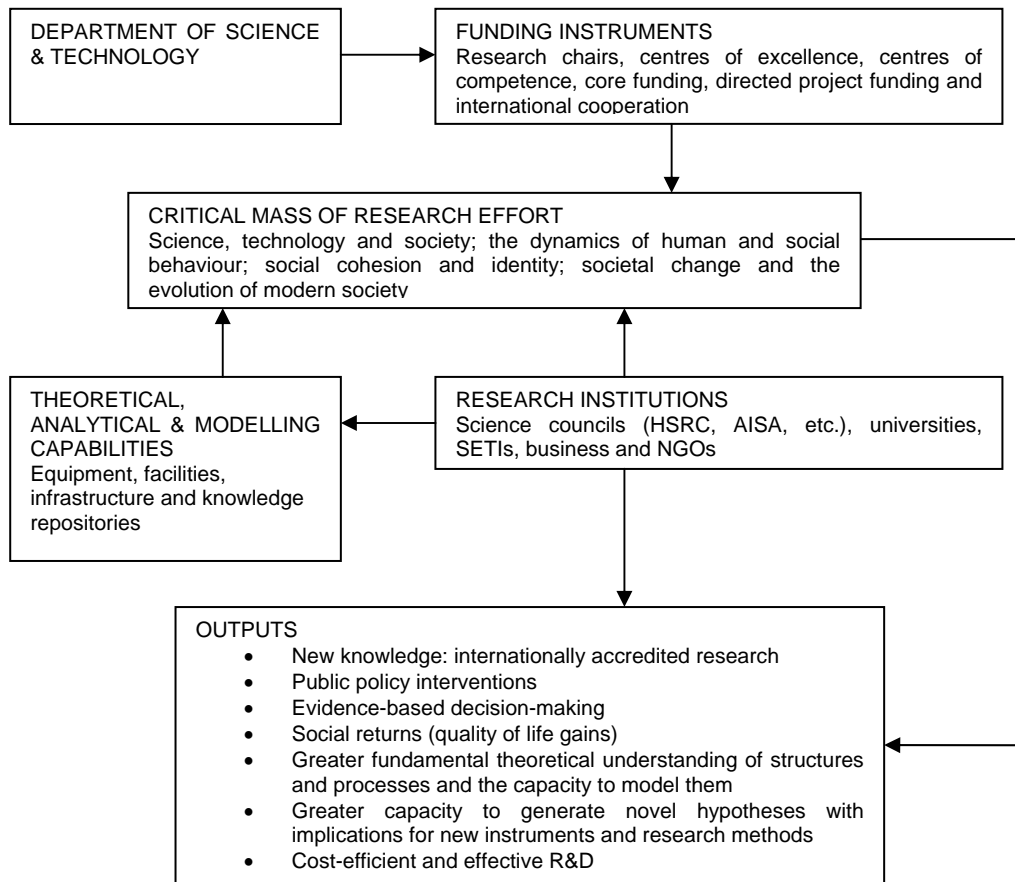 DEPARTMENT OF SCIENCE
& TECHNOLOGY
FUNDING INSTRUMENTS
Research chairs, centres of excellence, centres of
competence, core funding, directed project funding and
international cooperation
CRITICAL MASS OF RESEARCH EFFORT
Science, technology and society; the dynamics of human and social
behaviour; social cohesion and identity; societal change and the
evolution of modern society
THEORETICAL,
ANALYTICAL & MODELLING
CAPABILITIES
Equipment, facilities,
infrastructure and knowledge
repositories
RESEARCH INSTITUTIONS
Science councils (HSRC, AISA, etc.), universities,
SETIs, business and NGOs
OUTPUTS
• New knowledge: internationally accredited research
• Public policy interventions
• Evidence-based decision-making
• Social returns (quality of life gains)
• Greater fundamental theoretical understanding of structures
and processes and the capacity to model them
• Greater capacity to generate novel hypotheses with
implications for new instruments and research methods
• Cost-efficient and effective R&D